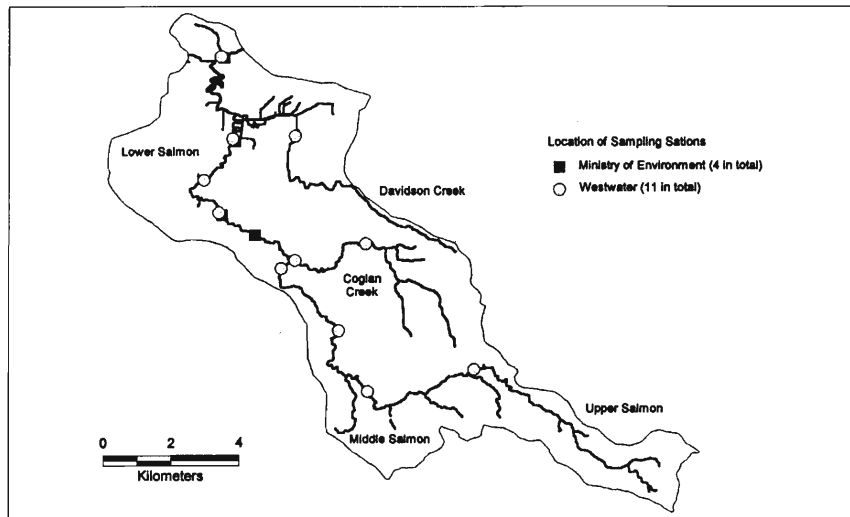 Location of Sampling Sations
Ministry of Environment (4 in total)
Westwater (11 in total)
Lower Salmon
Davidson Creek
Coglan
Creek
Upper Salmon
Middle Salmon
0 2 4
Kilometers